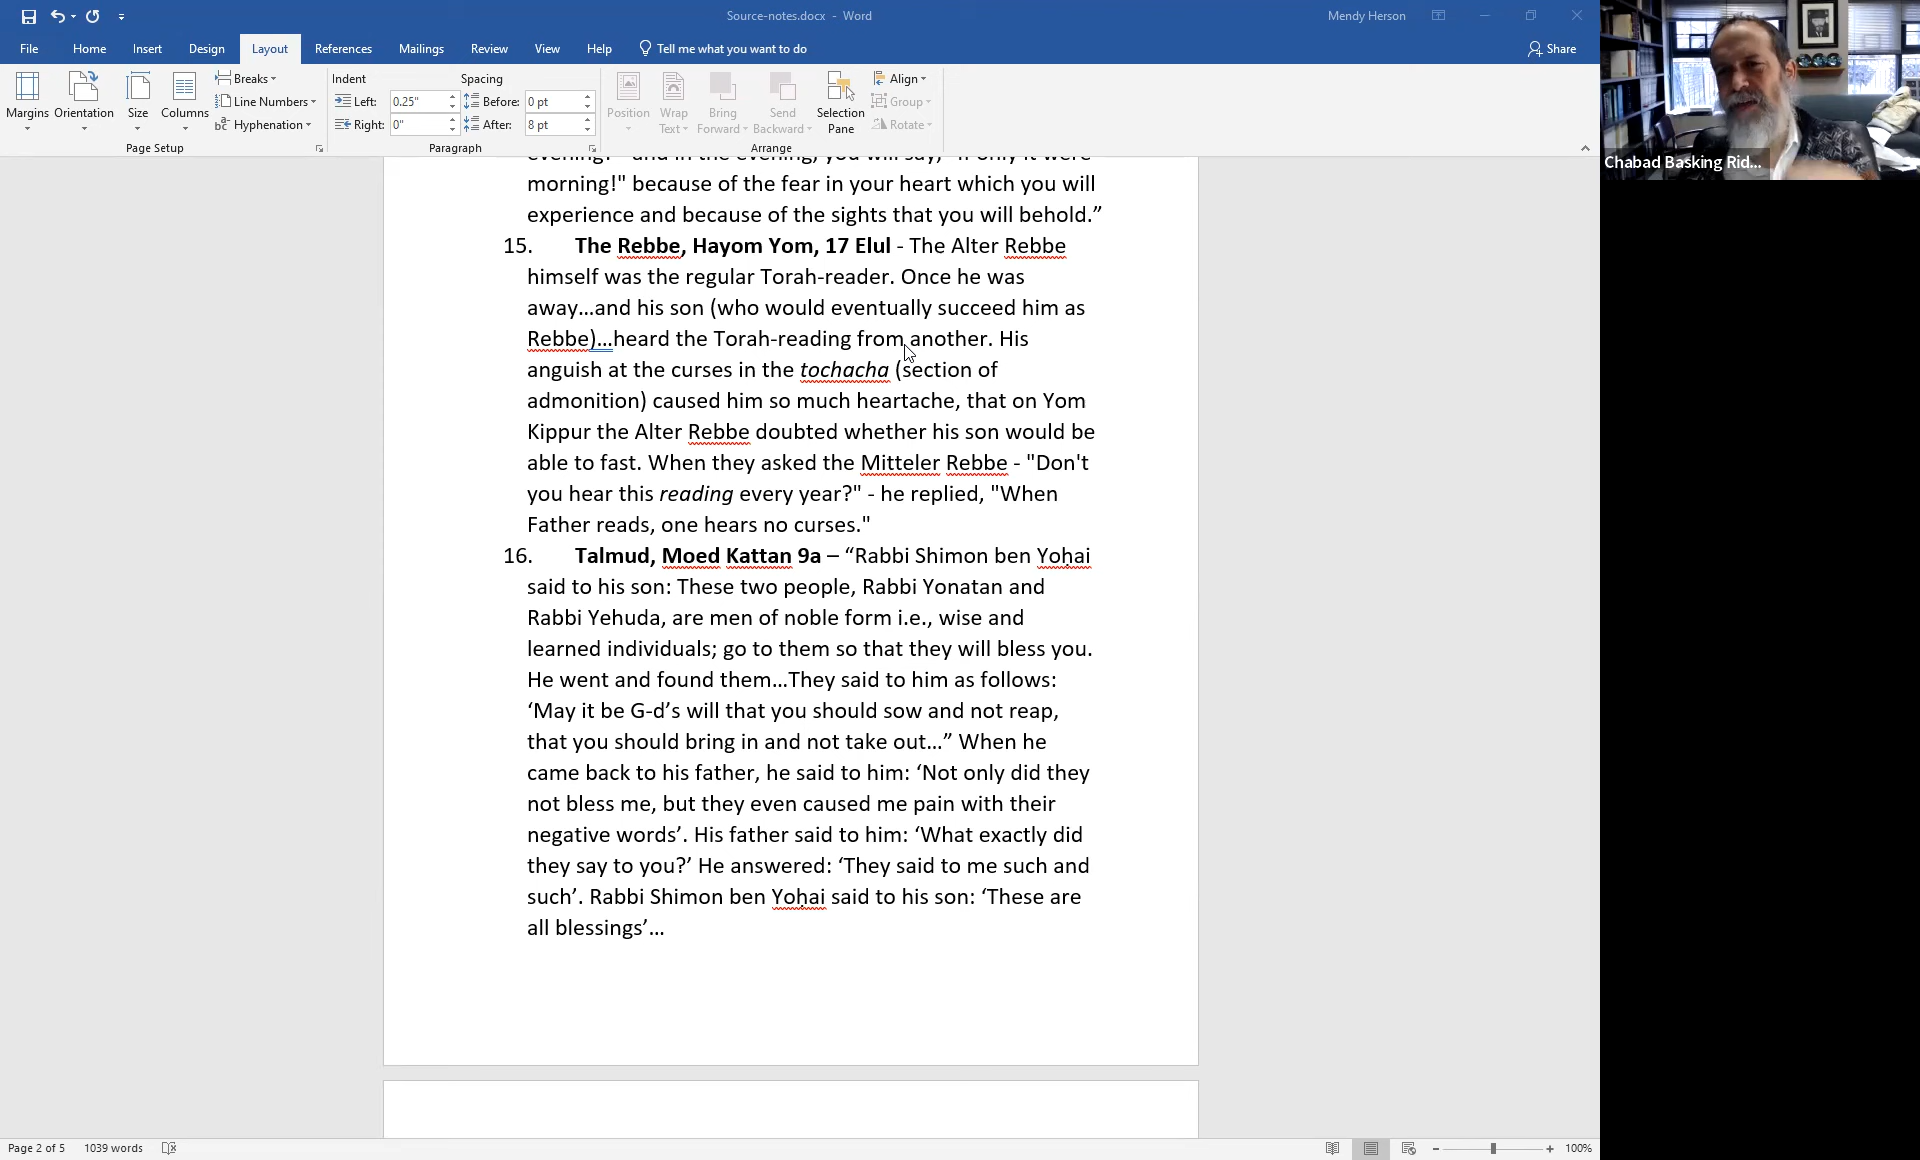 Source-notes.docx - Word
Mendy Herson
File Home Insert Design Layout References Mailings Review View Help Tell me what you want to do Share
Margins Orientation Size Columns Breaks
Line Numbers
Hyphenation
Page Setup
Indent Spacing
Left: 0.25" Before: 0 pt
Right: 0" After: 8 pt
Paragraph
Position Wrap Text Bring Forward Send Backward Selection Pane Align
Group
Rotate
Arrange
Chabad Basking Rid...
evening!" and in the evening, you will say, "If only it were
morning!" because of the fear in your heart which you will
experience and because of the sights that you will behold.”
15. The Rebbe, Hayom Yom, 17 Elul - The Alter Rebbe
himself was the regular Torah-reader. Once he was
away...and his son (who would eventually succeed him as
Rebbe)...heard the Torah-reading from another. His
anguish at the curses in the tochacha (section of
admonition) caused him so much heartache, that on Yom
Kippur the Alter Rebbe doubted whether his son would be
able to fast. When they asked the Mitteler Rebbe - "Don't
you hear this reading every year?" - he replied, "When
Father reads, one hears no curses."
16. Talmud, Moed Kattan 9a – “Rabbi Shimon ben Yoḥai
said to his son: These two people, Rabbi Yonatan and
Rabbi Yehuda, are men of noble form i.e., wise and
learned individuals; go to them so that they will bless you.
He went and found them...They said to him as follows:
‘May it be G-d’s will that you should sow and not reap,
that you should bring in and not take out...” When he
came back to his father, he said to him: ‘Not only did they
not bless me, but they even caused me pain with their
negative words’. His father said to him: ‘What exactly did
they say to you?’ He answered: ‘They said to me such and
such’. Rabbi Shimon ben Yoḥai said to his son: ‘These are
all blessings’...
Page 2 of 5 1039 words
100%